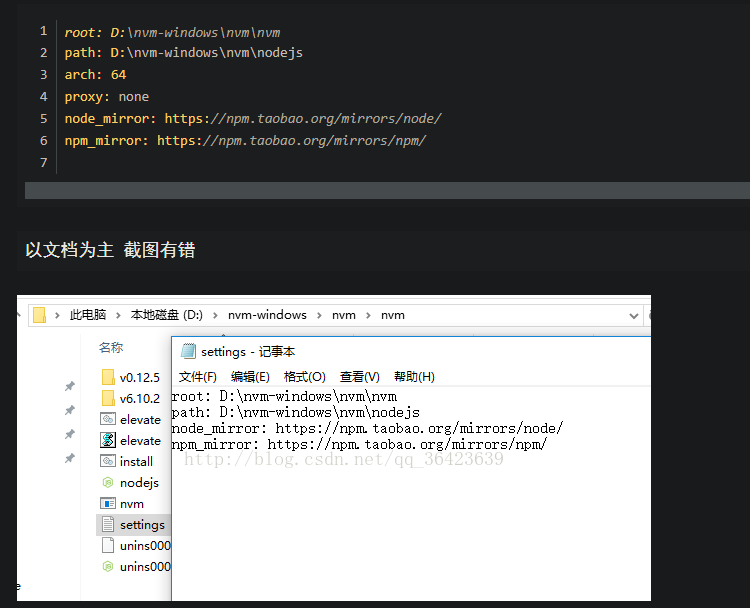 1 root: D:\nvm-windows\nvm\nvm
2 path: D:\nvm-windows\nvm\nodejs
3 arch: 64
4 proxy: none
5 node_mirror: https://npm.taobao.org/mirrors/node/
6 npm_mirror: https://npm.taobao.org/mirrors/npm/
7
以文档为主 截图有错
此电脑 > 本地磁盘 (D:) > nvm-windows > nvm > nvm
名称
v0.12.5
v6.10.2
elevate
elevate
install
nodejs
nvm
settings
unins000
unins000
settings - 记事本
文件(F) 编辑(E) 格式(O) 查看(V) 帮助(H)
root: D:\nvm-windows\nvm\nvm
path: D:\nvm-windows\nvm\nodejs
node_mirror: https://npm.taobao.org/mirrors/node/
npm_mirror: https://npm.taobao.org/mirrors/npm/
http://blog.csdn.net/qq_36423639